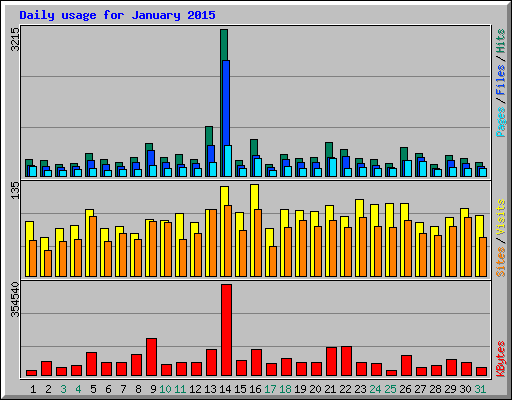 Daily usage for January 2015
3215
Pages / Files / Hits
135
Sites / Visits
354540
KBytes
1 2 3 4 5 6 7 8 9 10 11 12 13 14 15 16 17 18 19 20 21 22 23 24 25 26 27 28 29 30 31